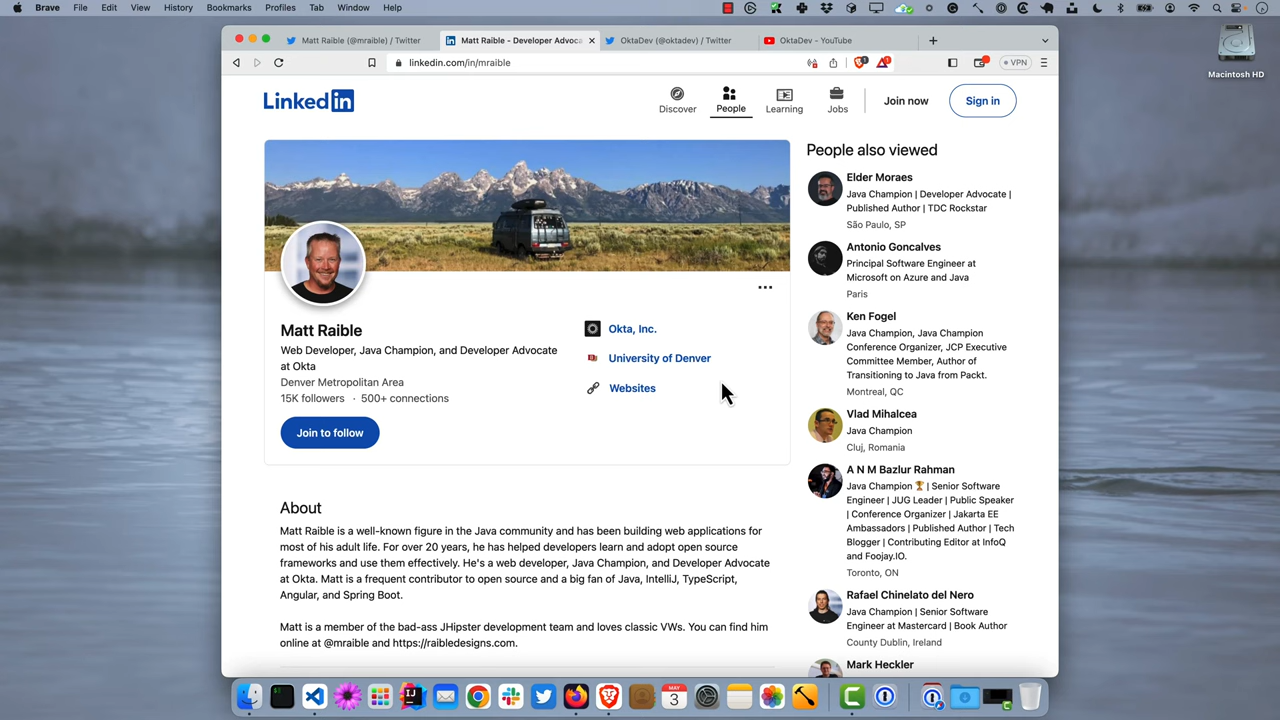 Brave File Edit View History Bookmarks Profiles Tab Window Help
Macintosh HD
Matt Raible (@mraible) / Twitter
Matt Raible - Developer Advoca
OktaDev (@oktadev) / Twitter
OktaDev - YouTube
linkedin.com/in/mraible
VPN
Linkedin
Discover
People
Learning
Jobs
Join now
Sign in
Matt Raible
Web Developer, Java Champion, and Developer Advocate
at Okta
Denver Metropolitan Area
15K followers · 500+ connections
Join to follow
Okta, Inc.
University of Denver
Websites
About
Matt Raible is a well-known figure in the Java community and has been building web applications for
most of his adult life. For over 20 years, he has helped developers learn and adopt open source
frameworks and use them effectively. He's a web developer, Java Champion, and Developer Advocate
at Okta. Matt is a frequent contributor to open source and a big fan of Java, IntelliJ, TypeScript,
Angular, and Spring Boot.
Matt is a member of the bad-ass JHipster development team and loves classic VWs. You can find him
online at @mraible and https://raibledesigns.com.
People also viewed
Elder Moraes
Java Champion | Developer Advocate |
Published Author | TDC Rockstar
São Paulo, SP
Antonio Goncalves
Principal Software Engineer at
Microsoft on Azure and Java
Paris
Ken Fogel
Java Champion, Java Champion
Conference Organizer, JCP Executive
Committee Member, Author of
Transitioning to Java from Packt.
Montreal, QC
Vlad Mihalcea
Java Champion
Cluj, Romania
A N M Bazlur Rahman
Java Champion 🏆 | Senior Software
Engineer | JUG Leader | Public Speaker
| Conference Organizer | Jakarta EE
Ambassadors | Published Author | Tech
Blogger | Contributing Editor at InfoQ
and Foojay.IO.
Toronto, ON
Rafael Chinelato del Nero
Java Champion | Senior Software
Engineer at Mastercard | Book Author
County Dublin, Ireland
Mark Heckler
MAY
3